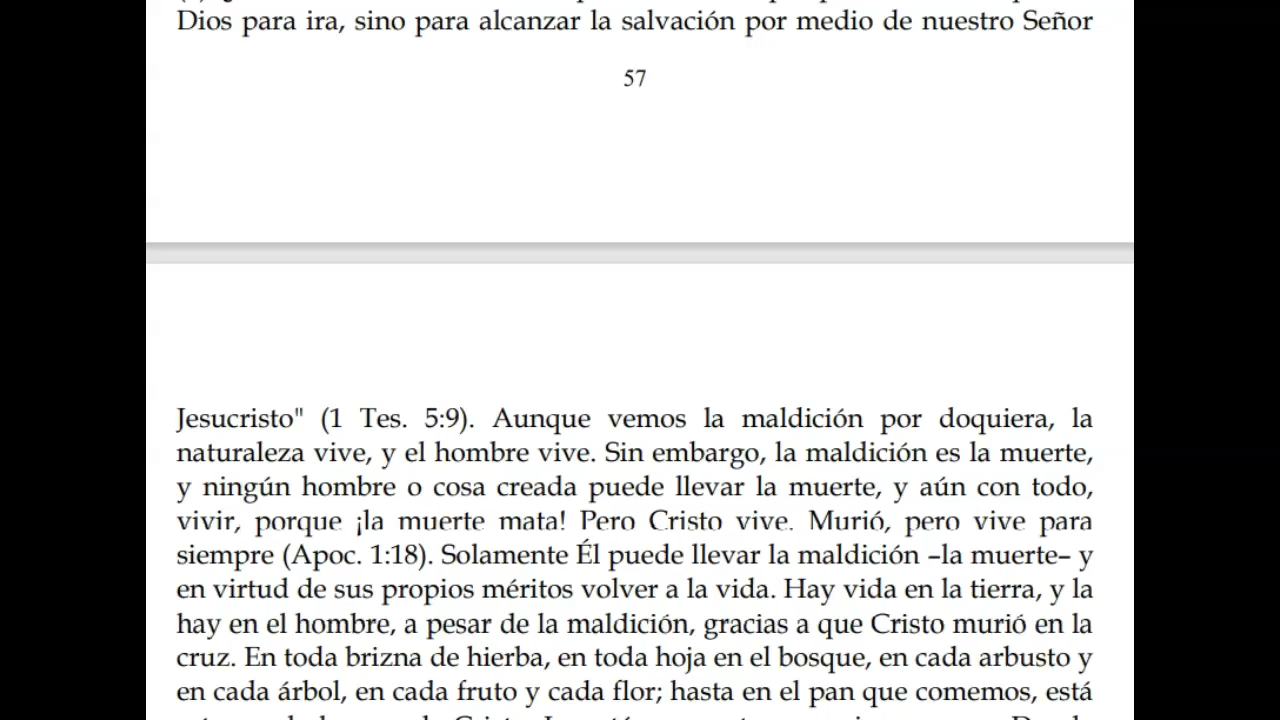 Dios para ira, sino para alcanzar la salvación por medio de nuestro Señor
57
Jesucristo" (1 Tes. 5:9). Aunque vemos la maldición por doquiera, la
naturaleza vive, y el hombre vive. Sin embargo, la maldición es la muerte,
y ningún hombre o cosa creada puede llevar la muerte, y aún con todo,
vivir, porque ¡la muerte mata! Pero Cristo vive. Murió, pero vive para
siempre (Apoc. 1:18). Solamente Él puede llevar la maldición –la muerte– y
en virtud de sus propios méritos volver a la vida. Hay vida en la tierra, y la
hay en el hombre, a pesar de la maldición, gracias a que Cristo murió en la
cruz. En toda brizna de hierba, en toda hoja en el bosque, en cada arbusto y
en cada árbol, en cada fruto y cada flor; hasta en el pan que comemos, está